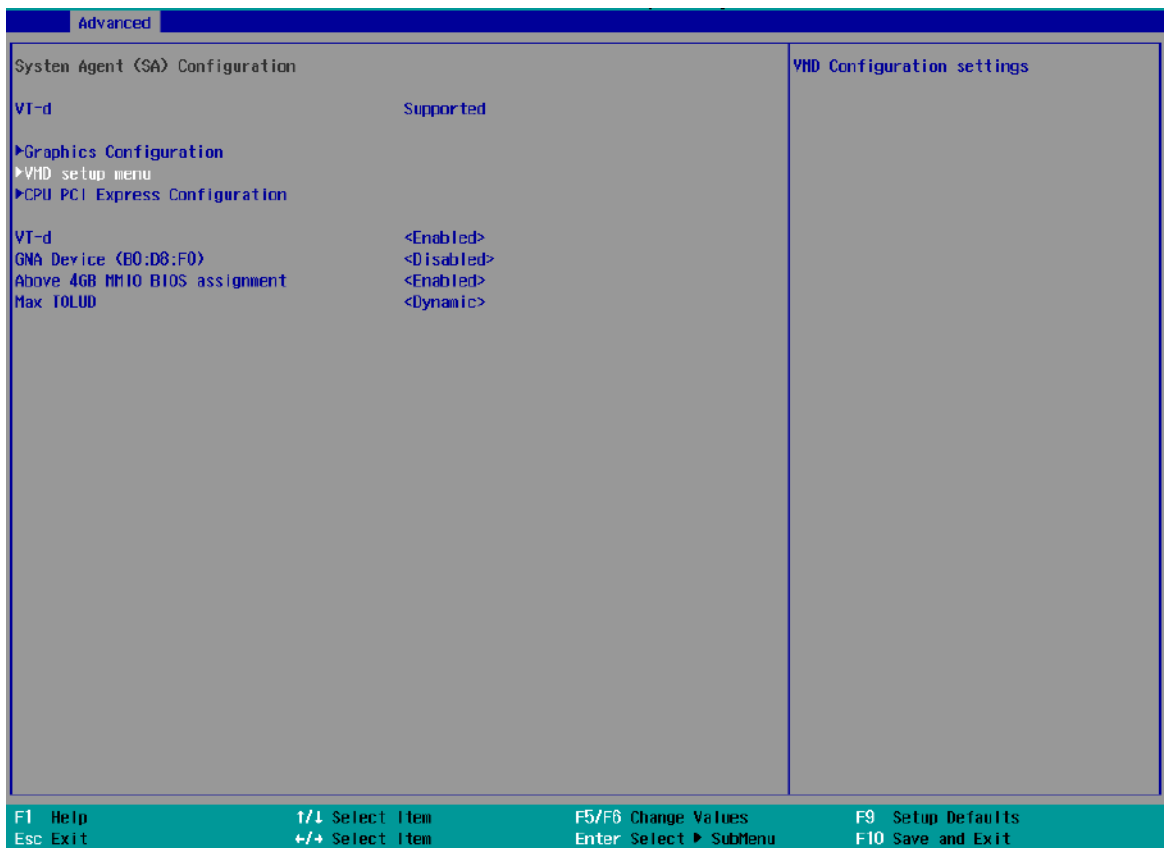 Advanced
System Agent (SA) Configuration
VMD Configuration settings
VT-d Supported
▶Graphics Configuration
▶VMD setup menu
▶CPU PCI Express Configuration
VT-d <Enabled>
GNA Device (B0:D8:F0) <Disabled>
Above 4GB MMIO BIOS assignment <Enabled>
Max TOLUD <Dynamic>
F1 Help ↑/↓ Select Item F5/F6 Change Values F9 Setup Defaults
Esc Exit ←/→ Select Item Enter Select ▶ SubMenu F10 Save and Exit